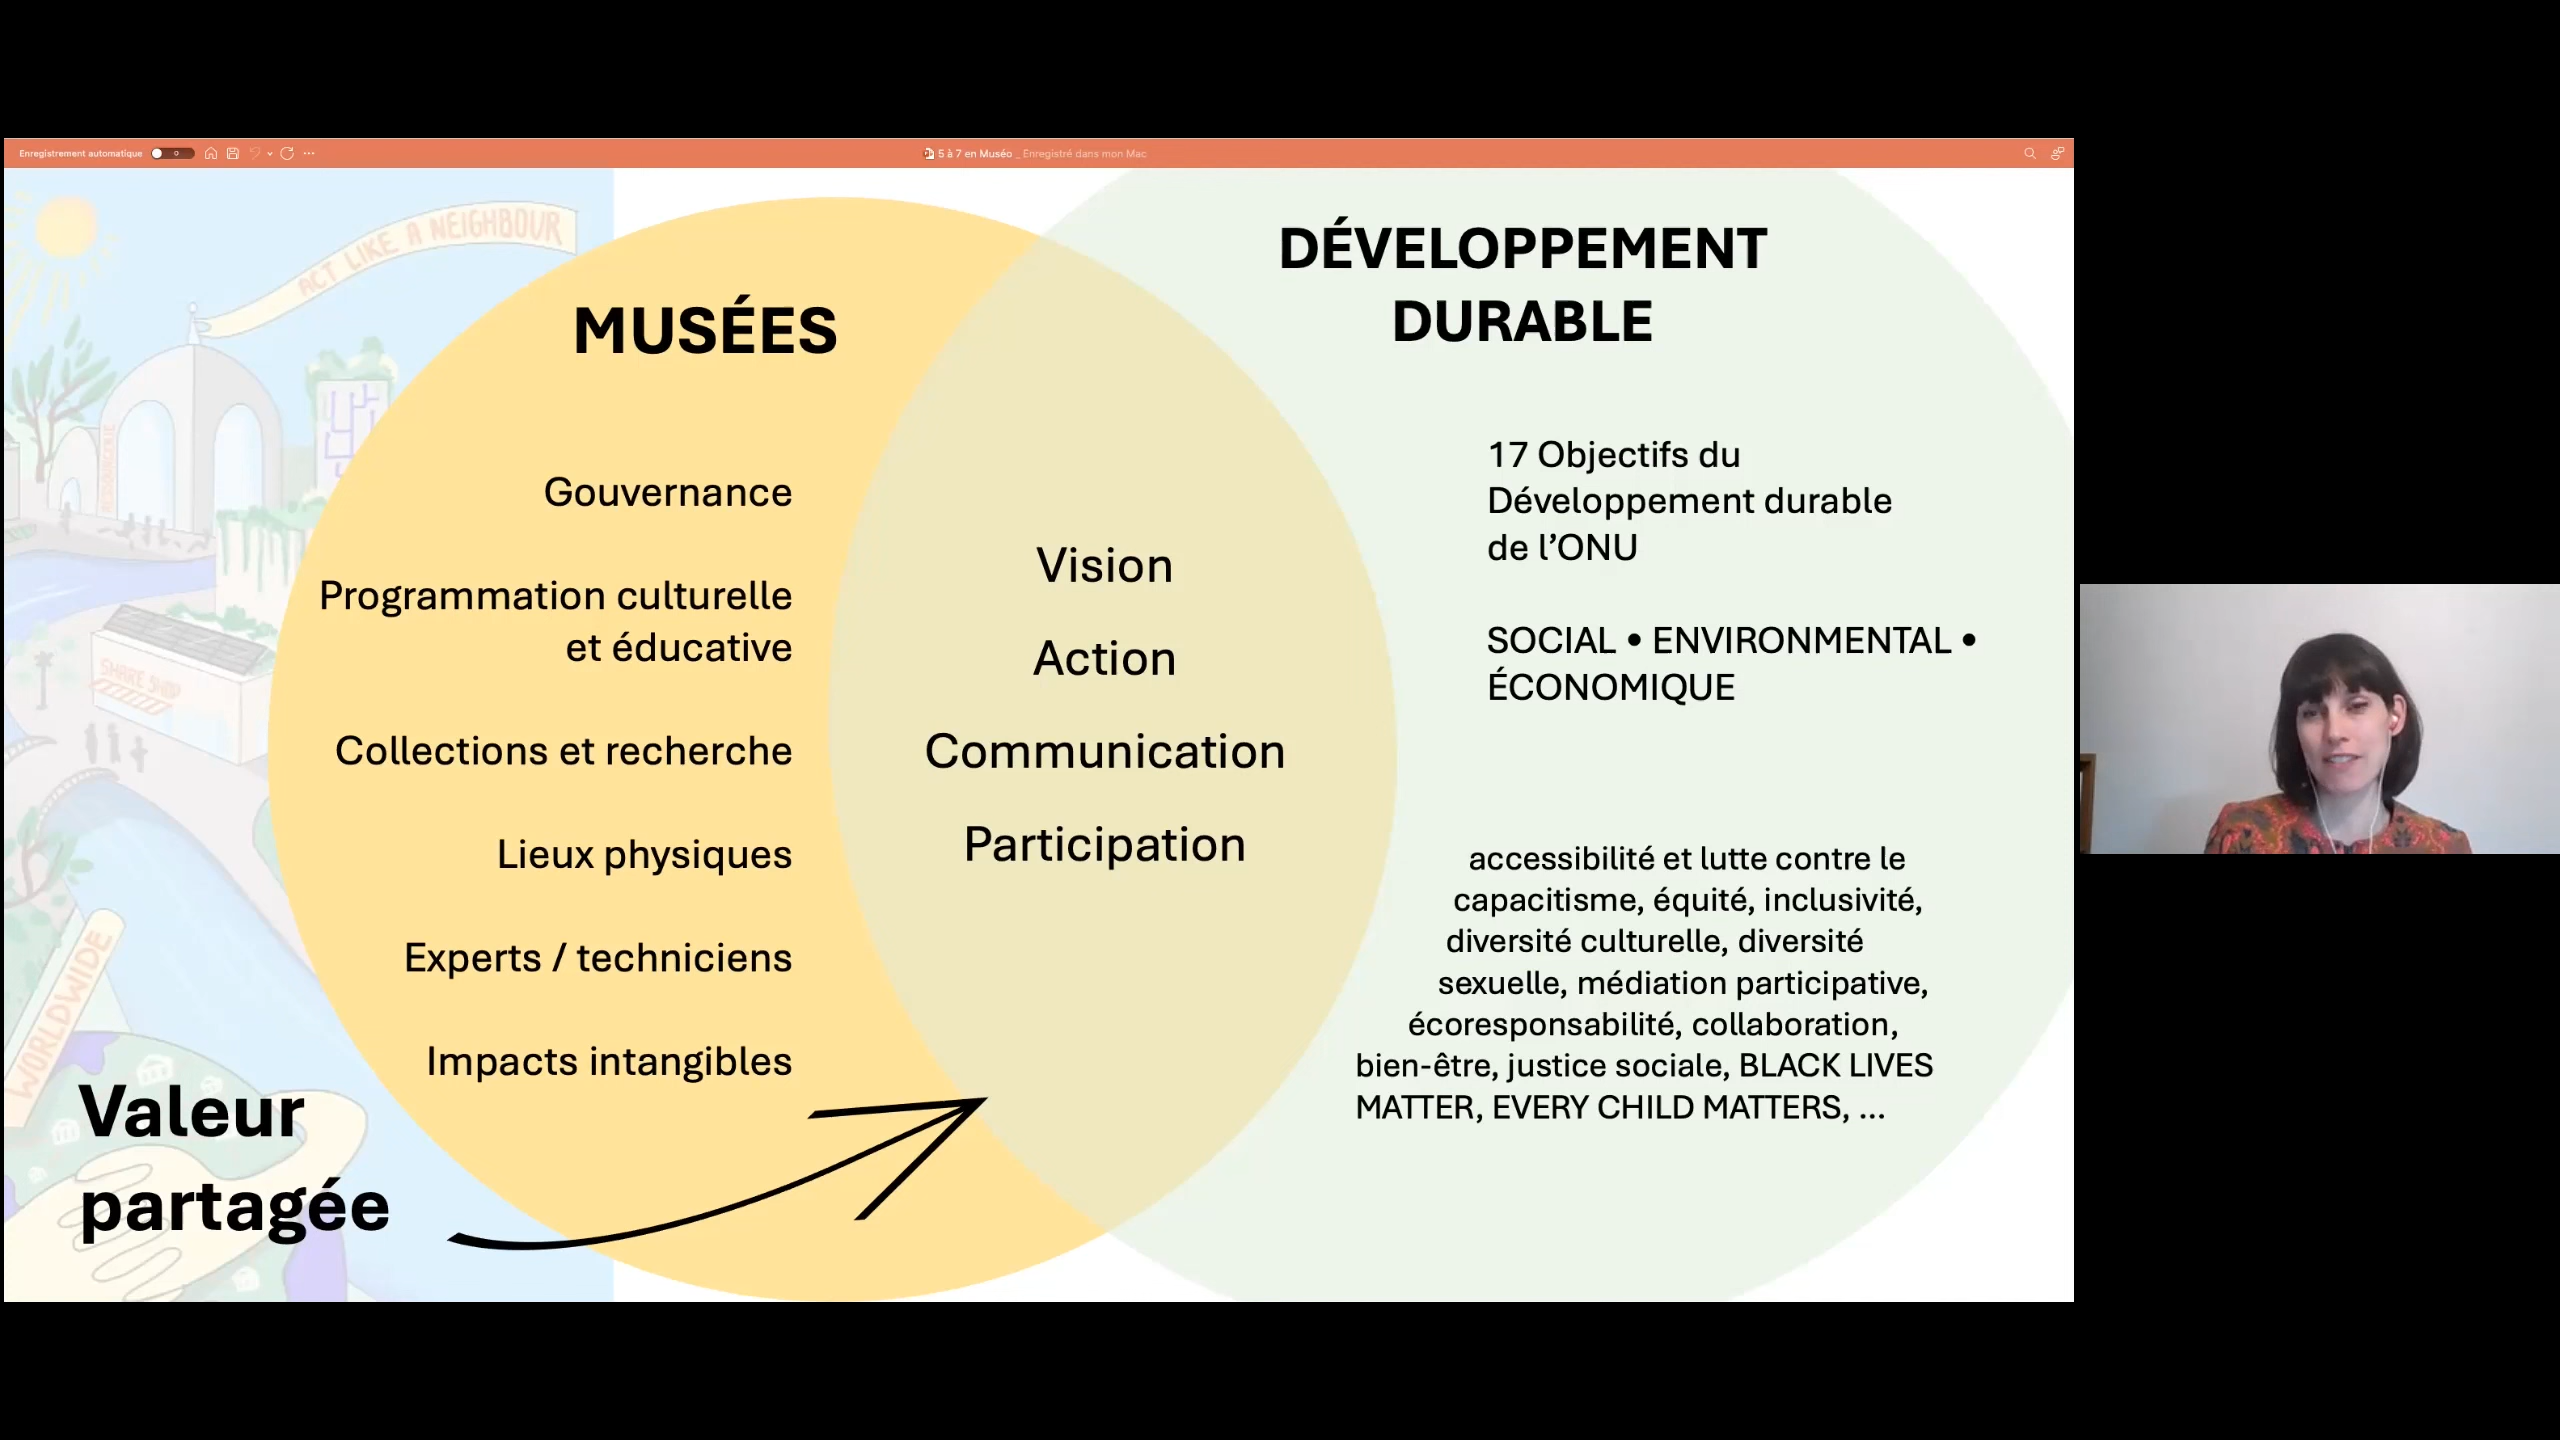 Enregistrement automatique
5 à 7 en Muséo _ Enregistré dans mon Mac
ACT LIKE A NEIGHBOUR
SHARE SHOP
WORLDWIDE
MUSÉES
Gouvernance
Programmation culturelle
et éducative
Collections et recherche
Lieux physiques
Experts / techniciens
Impacts intangibles
Vision
Action
Communication
Participation
DÉVELOPPEMENT
DURABLE
17 Objectifs du
Développement durable
de l’ONU
SOCIAL • ENVIRONMENTAL •
ÉCONOMIQUE
accessibilité et lutte contre le
capacitisme, équité, inclusivité,
diversité culturelle, diversité
sexuelle, médiation participative,
écoresponsabilité, collaboration,
bien-être, justice sociale, BLACK LIVES
MATTER, EVERY CHILD MATTERS, ...
Valeur
partagée